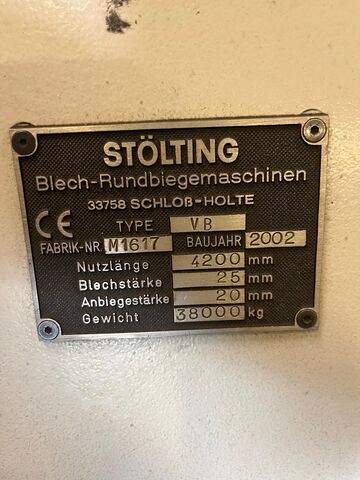 STÖLTING
Blech-Rundbiegemaschinen
33758 SCHLOß-HOLTE
CE TYPE VB
FABRIK-NR. M1617 BAUJAHR 2002
Nutzlänge 4200 mm
Blechstärke 25 mm
Anbiegestärke 20 mm
Gewicht 38000 kg